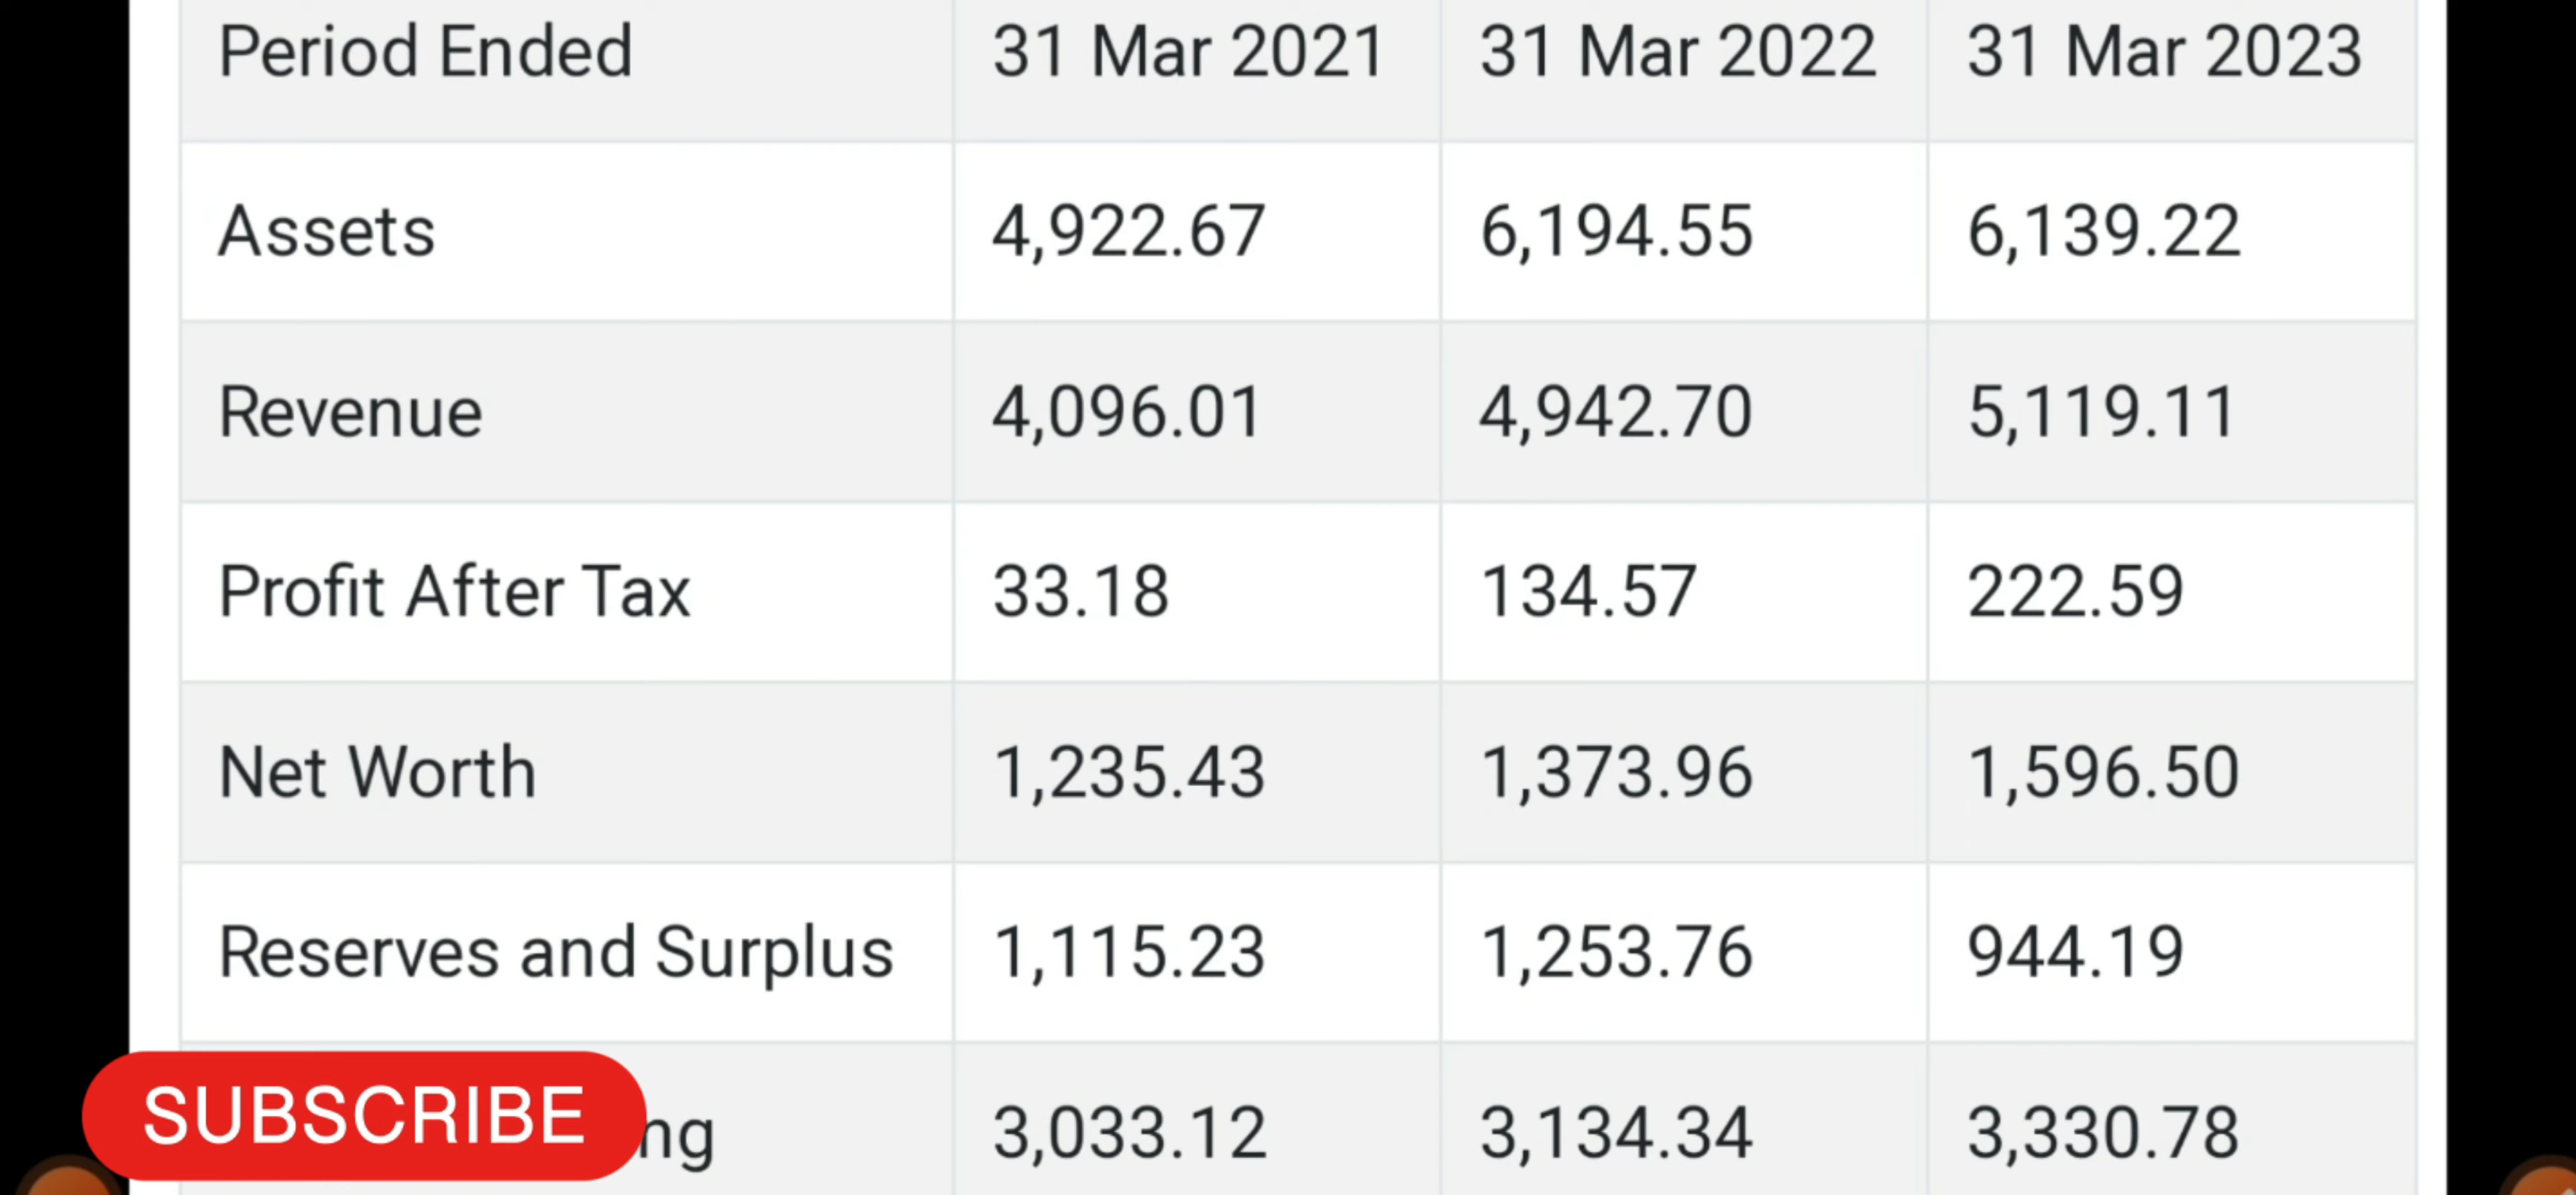 Period Ended 31 Mar 2021 31 Mar 2022 31 Mar 2023
Assets 4,922.67 6,194.55 6,139.22
Revenue 4,096.01 4,942.70 5,119.11
Profit After Tax 33.18 134.57 222.59
Net Worth 1,235.43 1,373.96 1,596.50
Reserves and Surplus 1,115.23 1,253.76 944.19
SUBSCRIBE 3,033.12 3,134.34 3,330.78